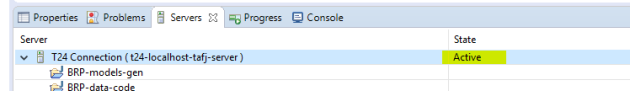 Properties Problems Servers Progress Console
Server State
T24 Connection ( t24-localhost-tafj-server ) Active
BRP-models-gen
BRP-data-code